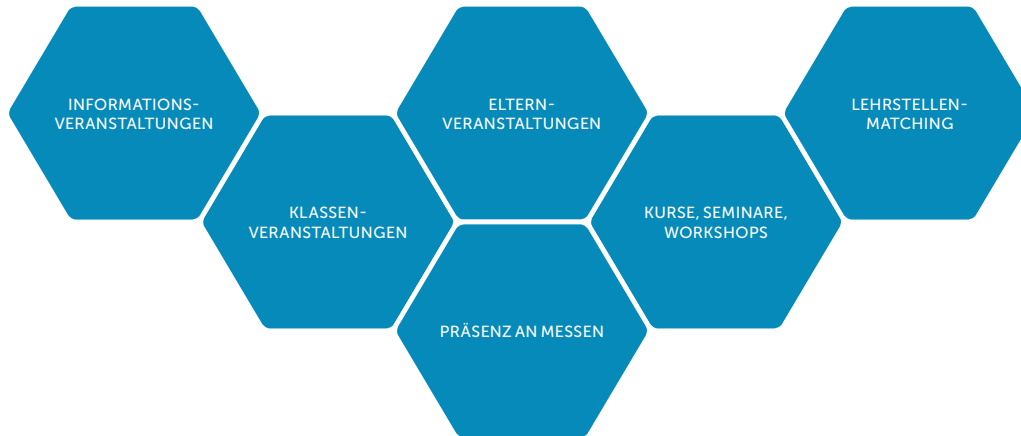 INFORMATIONS-
VERANSTALTUNGEN
ELTERN-
VERANSTALTUNGEN
LEHRSTELLEN-
MATCHING
KLASSEN-
VERANSTALTUNGEN
KURSE, SEMINARE,
WORKSHOPS
PRÄSENZ AN MESSEN